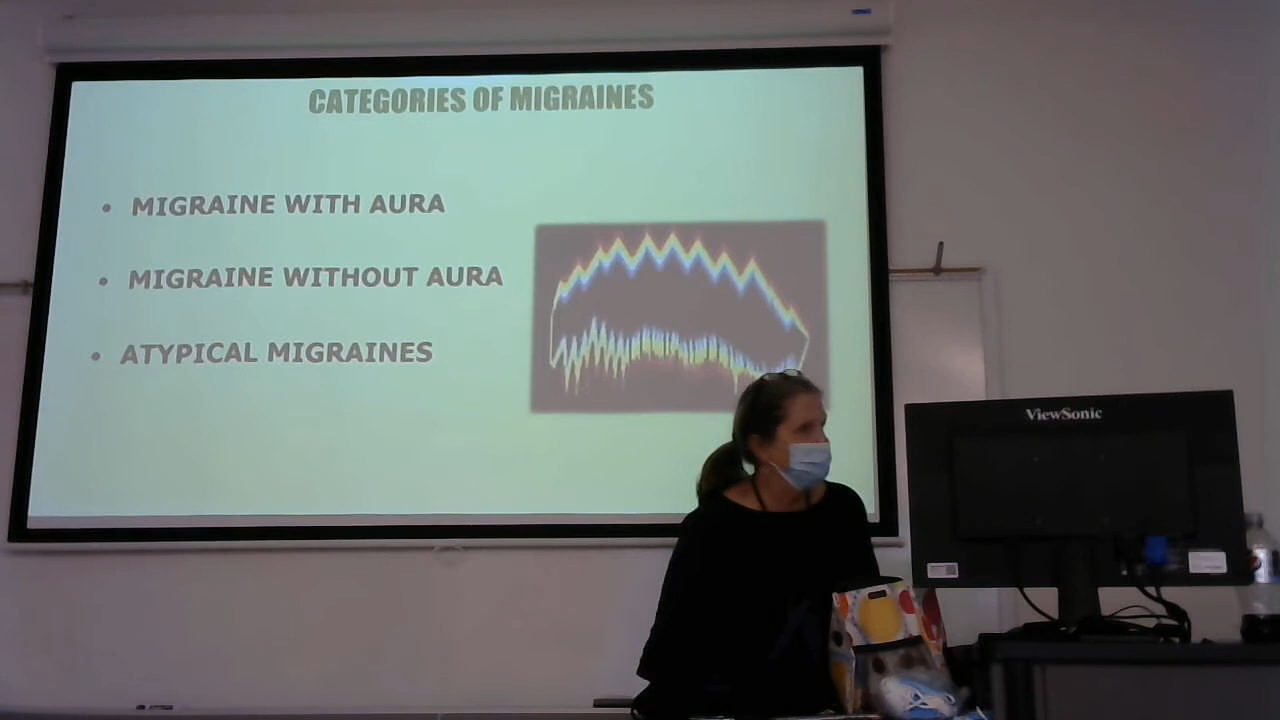 CATEGORIES OF MIGRAINES
• MIGRAINE WITH AURA
• MIGRAINE WITHOUT AURA
• ATYPICAL MIGRAINES
ViewSonic